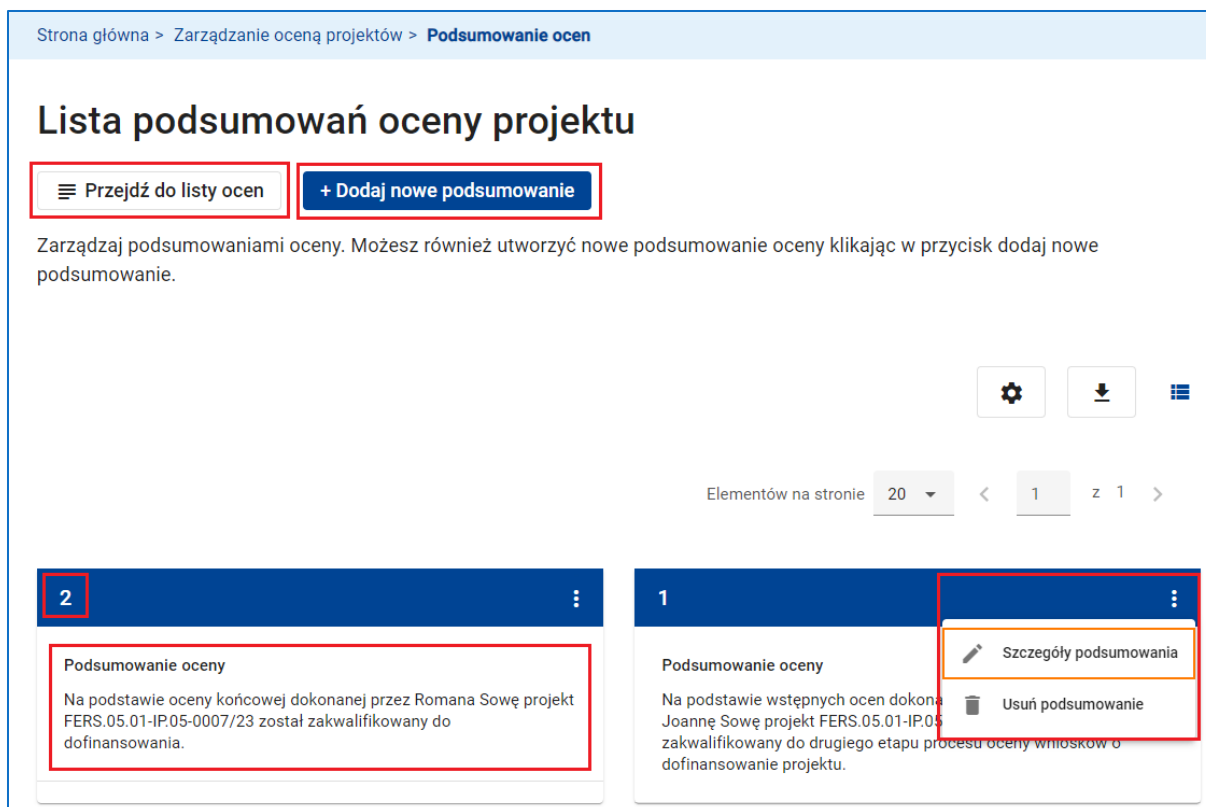 Strona główna > Zarządzanie oceną projektów > Podsumowanie ocen
Lista podsumowań oceny projektu
Przejdź do listy ocen
+ Dodaj nowe podsumowanie
Zarządzaj podsumowaniami oceny. Możesz również utworzyć nowe podsumowanie oceny klikając w przycisk dodaj nowe
podsumowanie.
Elementów na stronie 20 < 1 z 1 >
2
Podsumowanie oceny
Na podstawie oceny końcowej dokonanej przez Romana Sowę projekt
FERS.05.01-IP.05-0007/23 został zakwalifikowany do
dofinansowania.
1
Szczegóły podsumowania
Usuń podsumowanie
Podsumowanie oceny
Na podstawie wstępnych ocen dokona
Joannę Sowę projekt FERS.05.01-IP.05
zakwalifikowany do drugiego etapu procesu oceny wniosków o
dofinansowanie projektu.